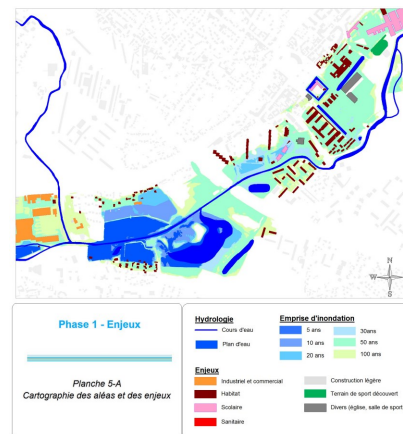 N
W
E
S
Phase 1 - Enjeux
Planche 5-A
Cartographie des aléas et des enjeux
Hydrologie
Cours d'eau
Plan d'eau
Emprise d'inondation
5 ans
10 ans
20 ans
30ans
50 ans
100 ans
Enjeux
Industriel et commercial
Habitat
Scolaire
Sanitaire
Construction légère
Terrain de sport découvert
Divers (église, salle de sport